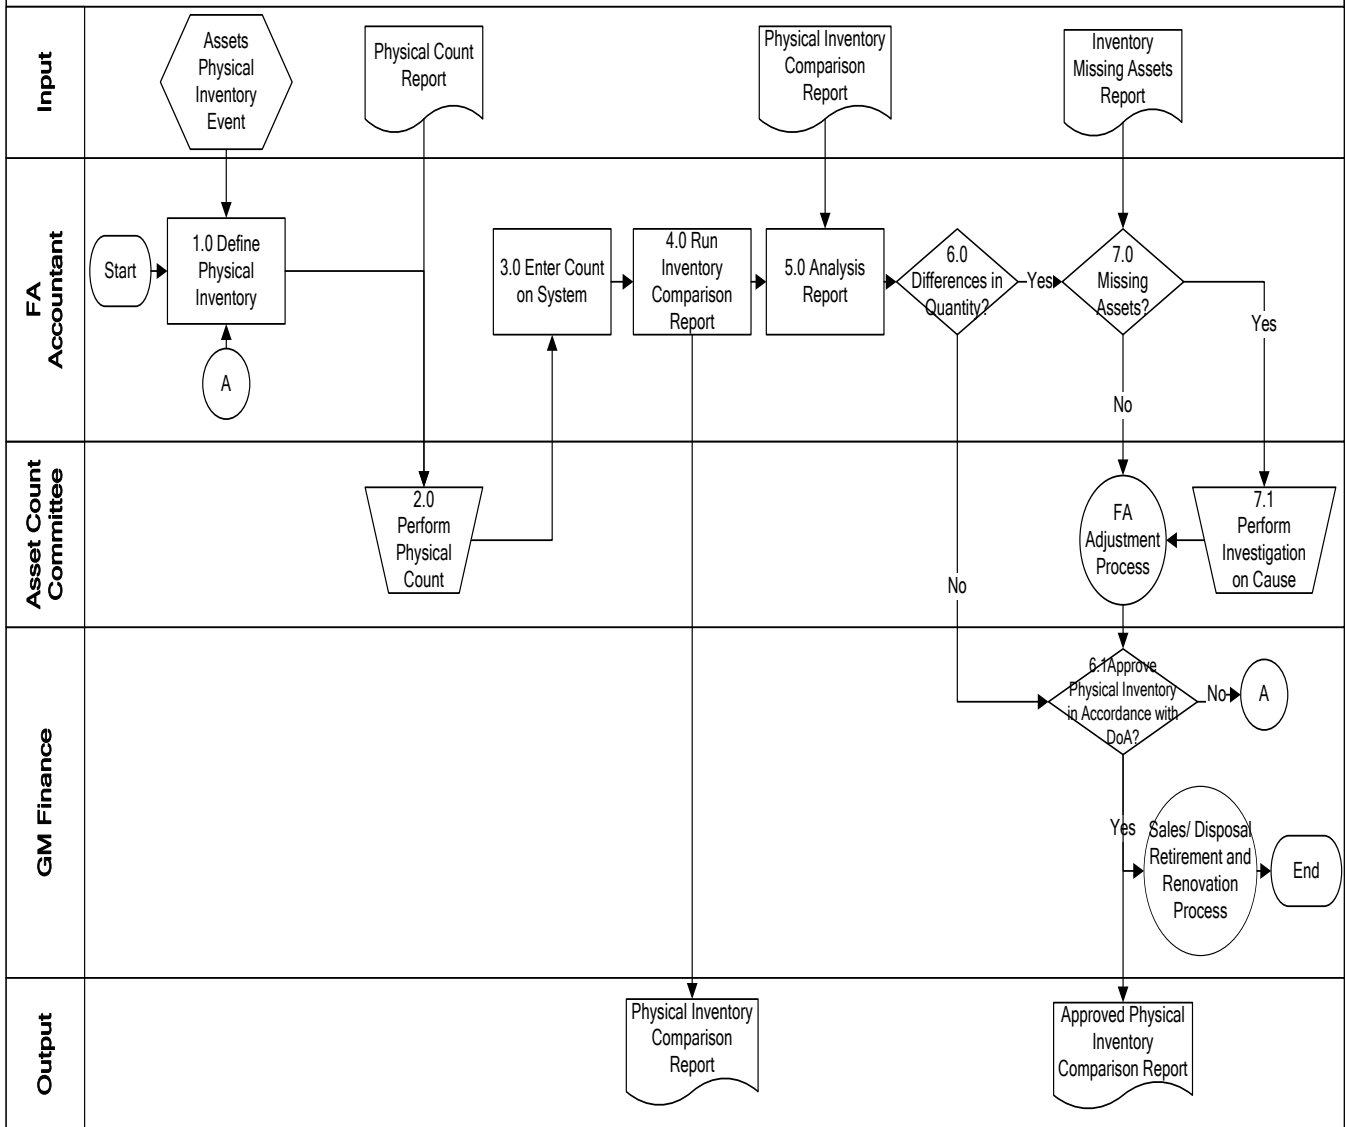 Input
Assets
Physical
Inventory
Event
Physical Count
Report
Physical Inventory
Comparison
Report
Inventory
Missing Assets
Report
FA
Accountant
Start
1.0 Define
Physical
Inventory
A
3.0 Enter Count
on System
4.0 Run
Inventory
Comparison
Report
5.0 Analysis
Report
6.0
Differences in
Quantity?
Yes
7.0
Missing
Assets?
Yes
No
Asset Count
Committee
2.0
Perform
Physical
Count
No
FA
Adjustment
Process
7.1
Perform
Investigation
on Cause
GM Finance
6.1Approve
Physical Inventory
in Accordance with
DoA?
No
A
Yes
Sales/ Disposal
Retirement and
Renovation
Process
End
Output
Physical Inventory
Comparison
Report
Approved Physical
Inventory
Comparison Report